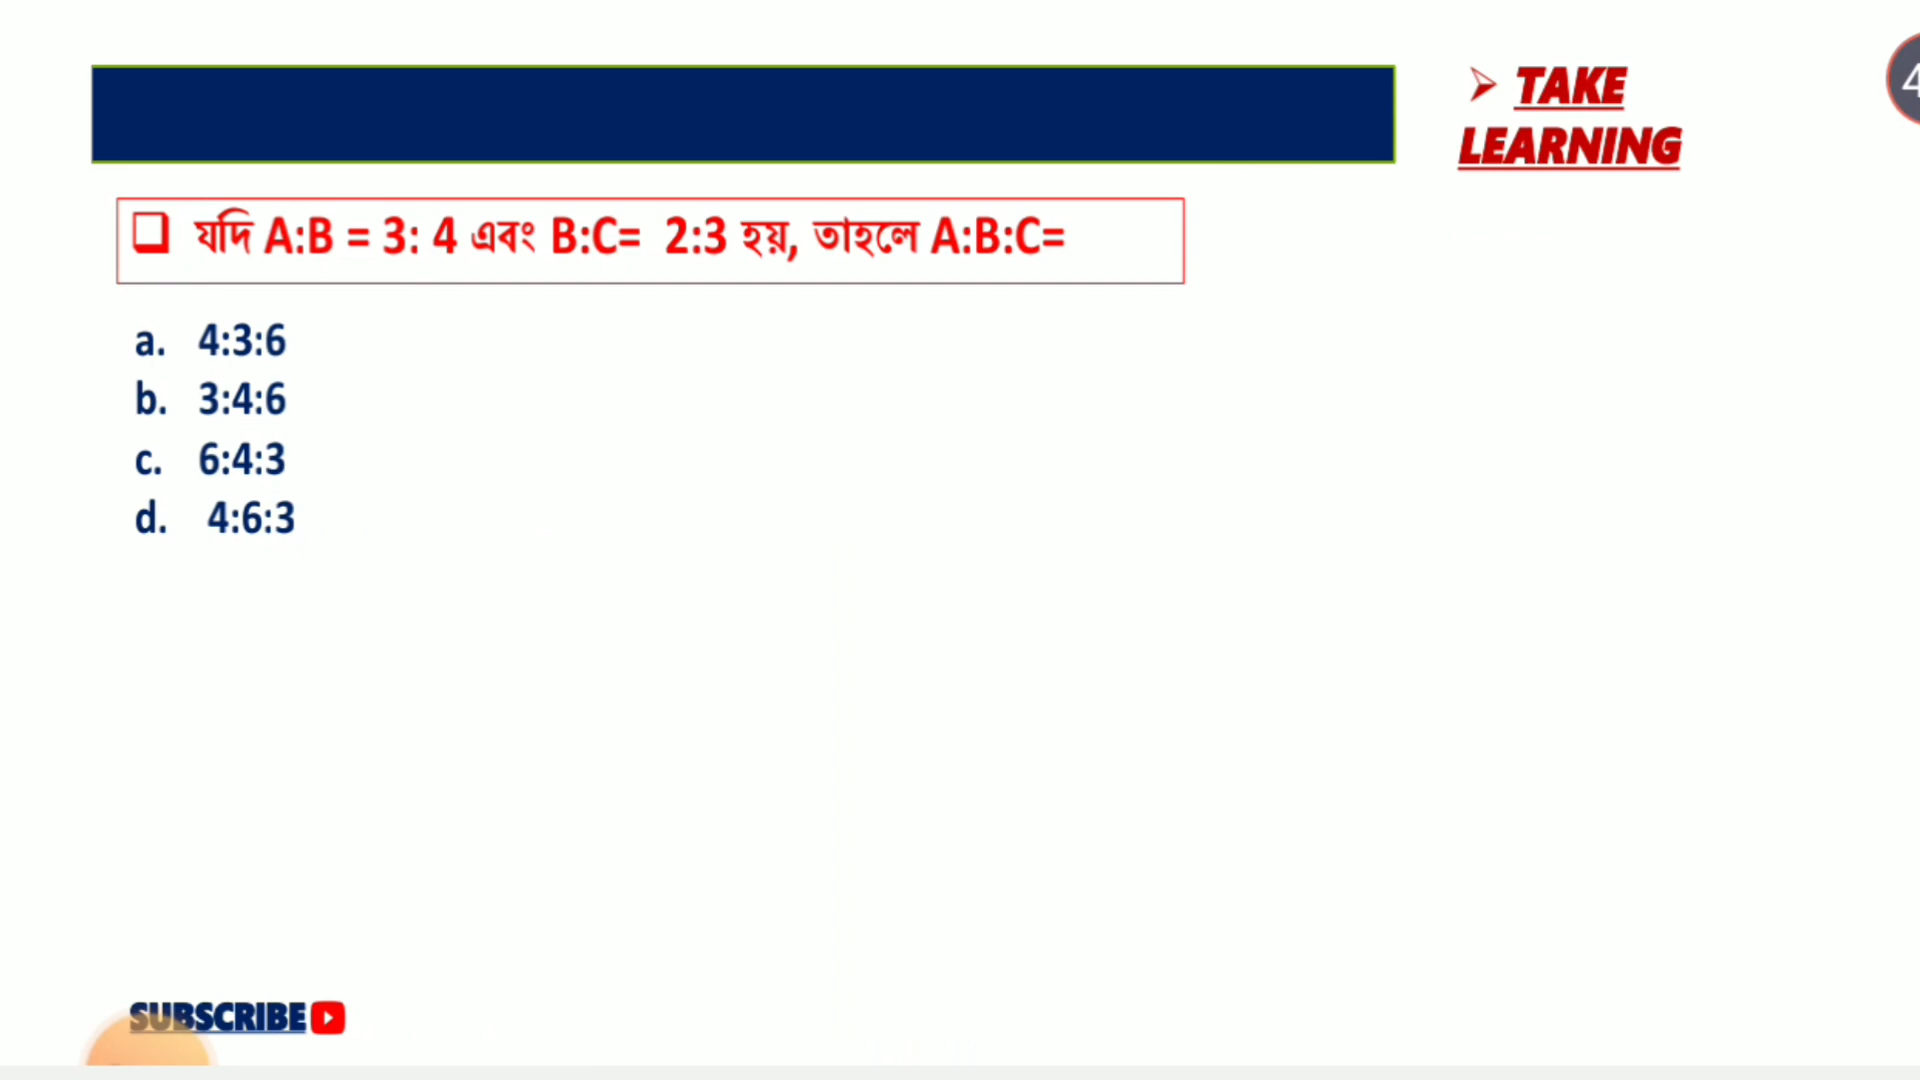 ➢ TAKE
LEARNING
4
❑ যদি A:B = 3: 4 এবং B:C= 2:3 হয়, তাহলে A:B:C=
a. 4:3:6
b. 3:4:6
c. 6:4:3
d. 4:6:3
SUBSCRIBE